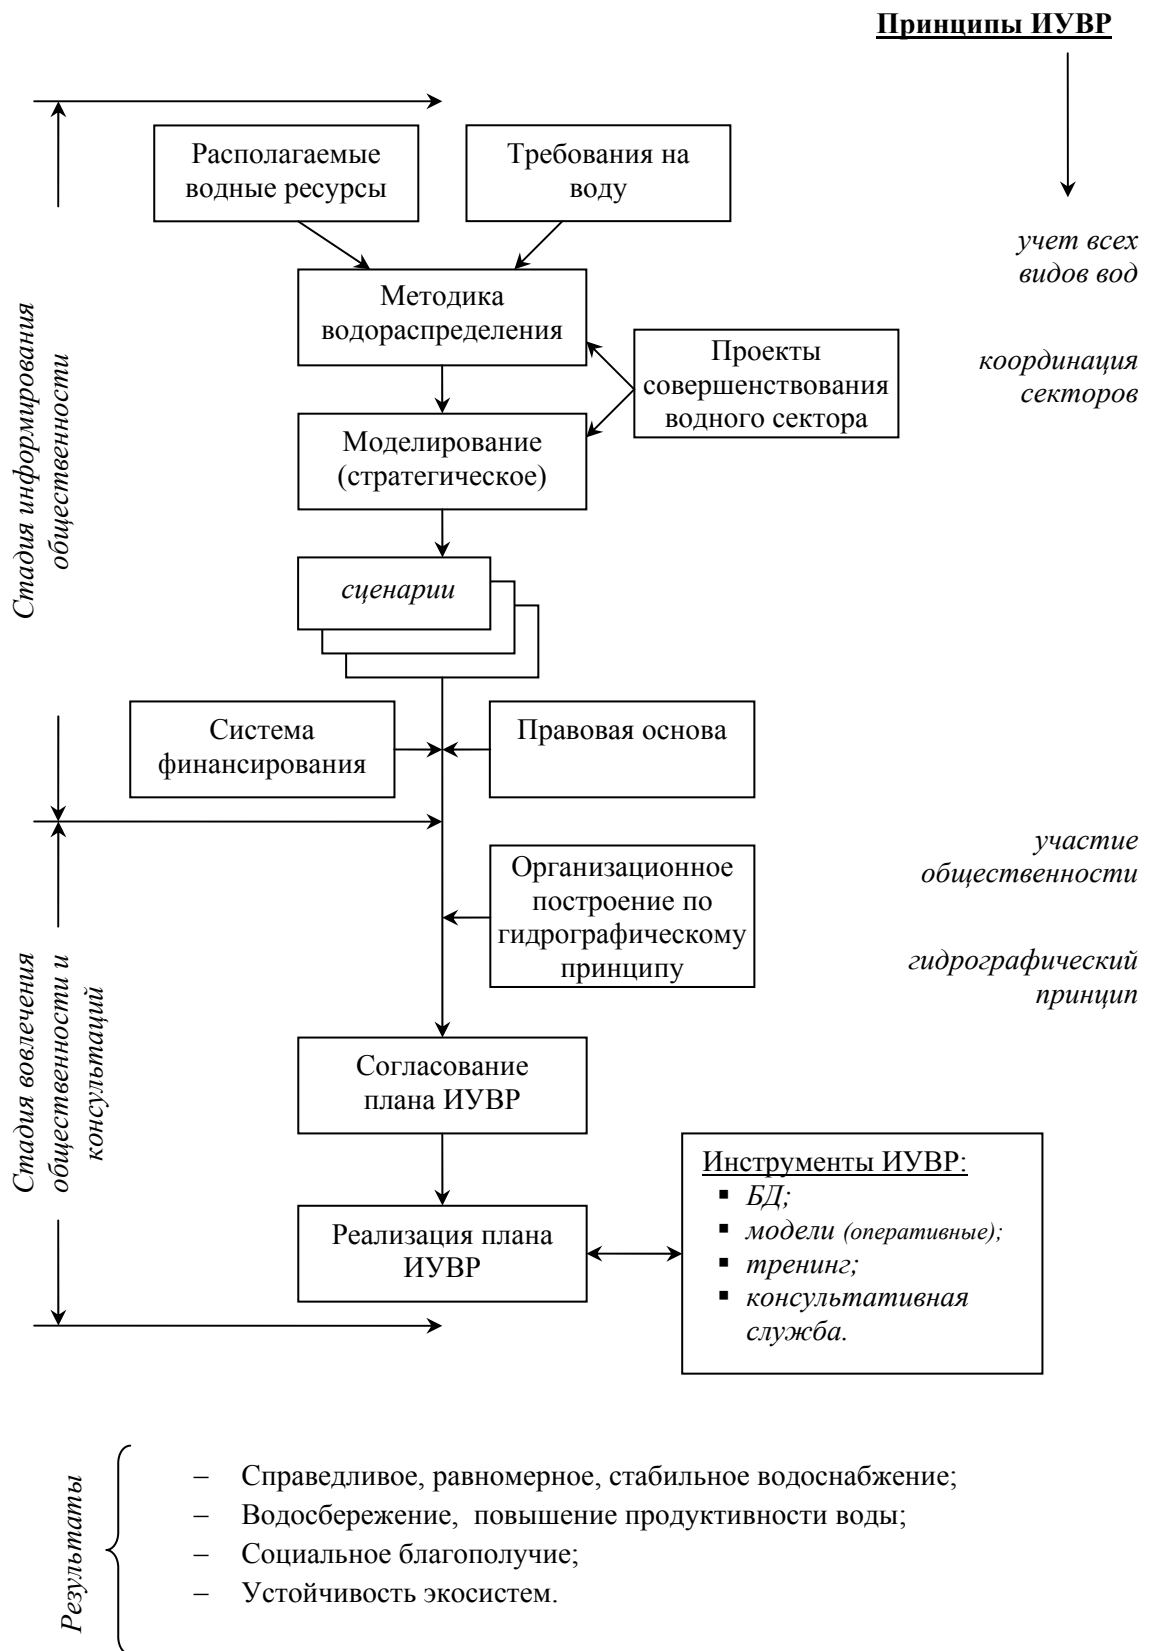 Принципы ИУВР
Располагаемые
водные ресурсы
Требования на
воду
учет всех
видов вод
Методика
водораспределения
Проекты
совершенствования
водного сектора
координация
секторов
Моделирование
(стратегическое)
Стадия информирования
общественности
сценарии
Система
финансирования
Правовая основа
участие
общественности
Организационное
построение по
гидрографическому
принципу
гидрографический
принцип
Стадия вовлечения
общественности и
консультаций
Согласование
плана ИУВР
Реализация плана
ИУВР
Инструменты ИУВР:
▪ БД;
▪ модели (оперативные);
▪ тренинг;
▪ консультативная
служба.
Результаты
– Справедливое, равномерное, стабильное водоснабжение;
– Водосбережение, повышение продуктивности воды;
– Социальное благополучие;
– Устойчивость экосистем.